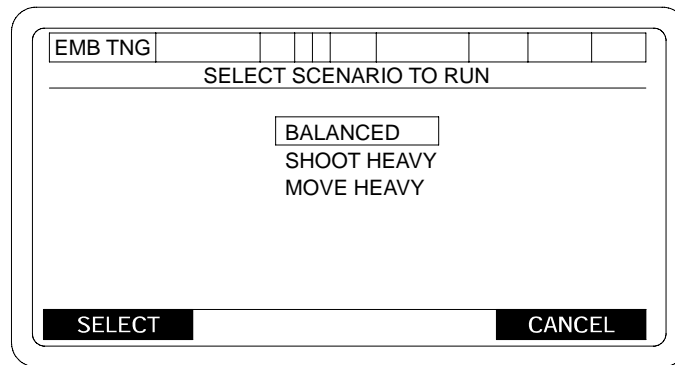 EMB TNG
SELECT SCENARIO TO RUN
BALANCED
SHOOT HEAVY
MOVE HEAVY
SELECT CANCEL